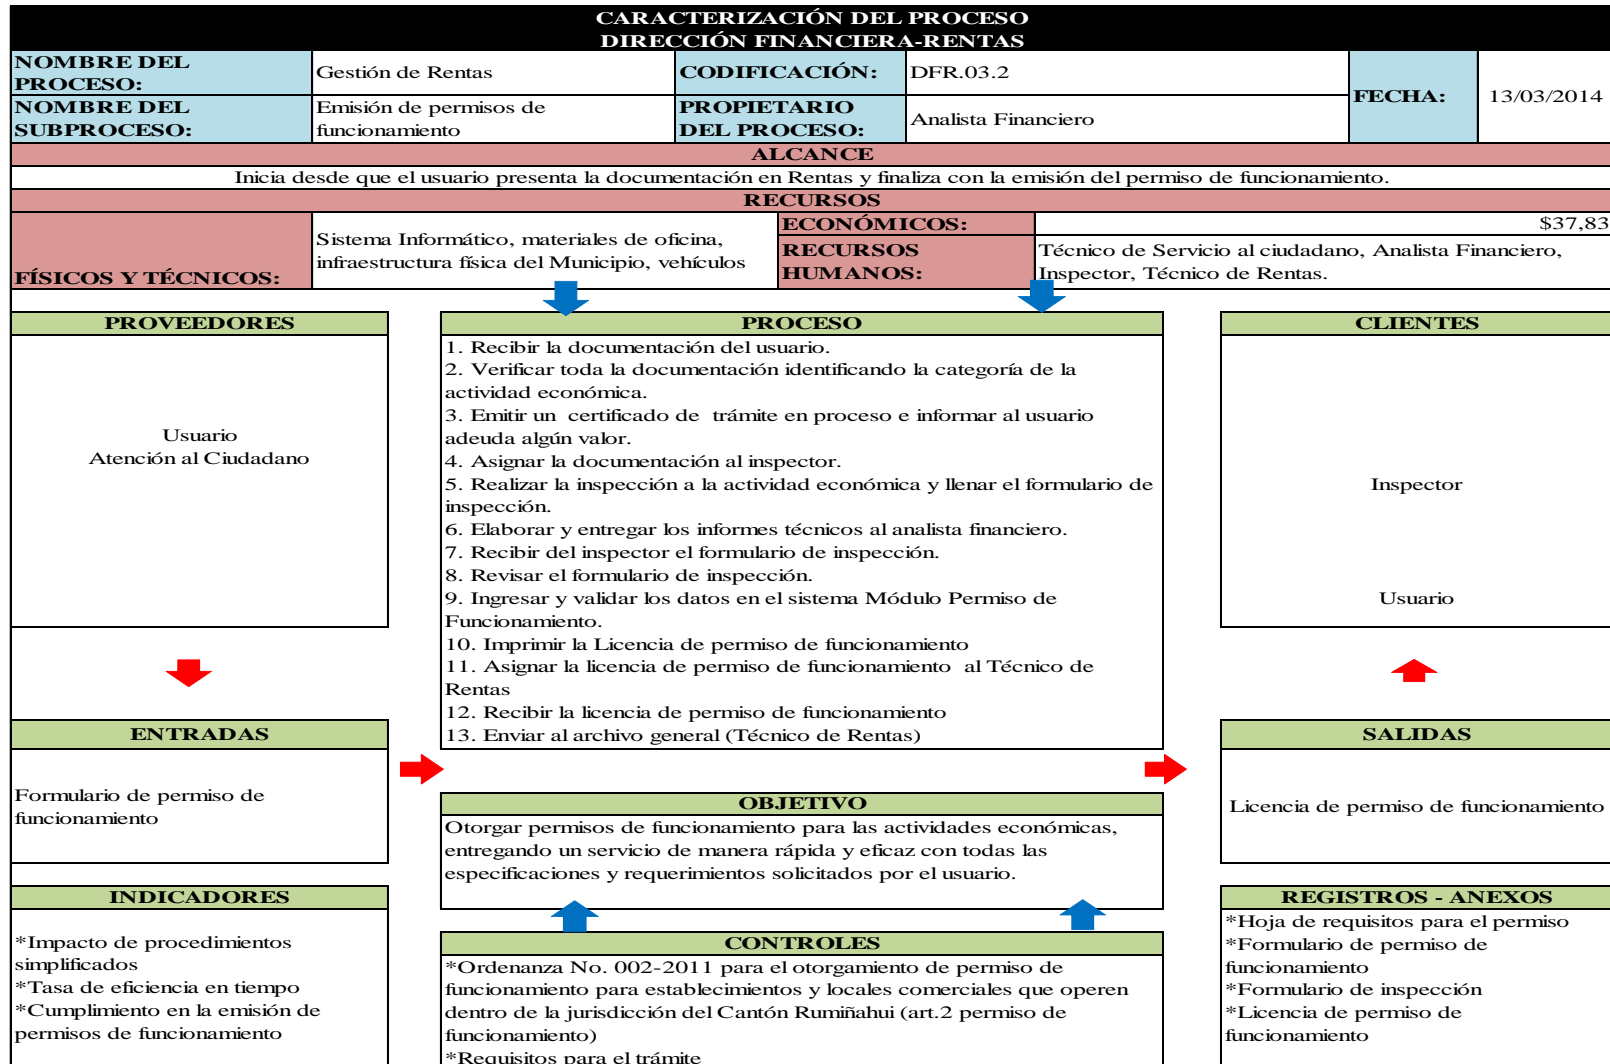 CARACTERIZACIÓN DEL PROCESO
DIRECCIÓN FINANCIERA-RENTAS
NOMBRE DEL
PROCESO:
Gestión de Rentas
CODIFICACIÓN:
DFR.03.2
FECHA:
13/03/2014
NOMBRE DEL
SUBPROCESO:
Emisión de permisos de
funcionamiento
PROPIETARIO
DEL PROCESO:
Analista Financiero
ALCANCE
Inicia desde que el usuario presenta la documentación en Rentas y finaliza con la emisión del permiso de funcionamiento.
RECURSOS
FÍSICOS Y TÉCNICOS:
Sistema Informático, materiales de oficina,
infraestructura física del Municipio, vehículos
ECONÓMICOS:
$37,83
RECURSOS
HUMANOS:
Técnico de Servicio al ciudadano, Analista Financiero,
Inspector, Técnico de Rentas.
PROVEEDORES
Usuario
Atención al Ciudadano
PROCESO
1. Recibir la documentación del usuario.
2. Verificar toda la documentación identificando la categoría de la
actividad económica.
3. Emitir un  certificado de  trámite en proceso e informar al usuario
adeuda algún valor.
4. Asignar la documentación al inspector.
5. Realizar la inspección a la actividad económica y llenar el formulario de
inspección.
6. Elaborar y entregar los informes técnicos al analista financiero.
7. Recibir del inspector el formulario de inspección.
8. Revisar el formulario de inspección.
9. Ingresar y validar los datos en el sistema Módulo Permiso de
Funcionamiento.
10. Imprimir la Licencia de permiso de funcionamiento
11. Asignar la licencia de permiso de funcionamiento  al Técnico de
Rentas
12. Recibir la licencia de permiso de funcionamiento
13. Enviar al archivo general (Técnico de Rentas)
CLIENTES
Inspector
Usuario
ENTRADAS
Formulario de permiso de
funcionamiento
OBJETIVO
Otorgar permisos de funcionamiento para las actividades económicas,
entregando un servicio de manera rápida y eficaz con todas las
especificaciones y requerimientos solicitados por el usuario.
SALIDAS
Licencia de permiso de funcionamiento
INDICADORES
*Impacto de procedimientos
simplificados
*Tasa de eficiencia en tiempo
*Cumplimiento en la emisión de
permisos de funcionamiento
CONTROLES
*Ordenanza No. 002-2011 para el otorgamiento de permiso de
funcionamiento para establecimientos y locales comerciales que operen
dentro de la jurisdicción del Cantón Rumiñahui (art.2 permiso de
funcionamiento)
*Requisitos para el trámite
REGISTROS - ANEXOS
*Hoja de requisitos para el permiso
*Formulario de permiso de
funcionamiento
*Formulario de inspección
*Licencia de permiso de
funcionamiento